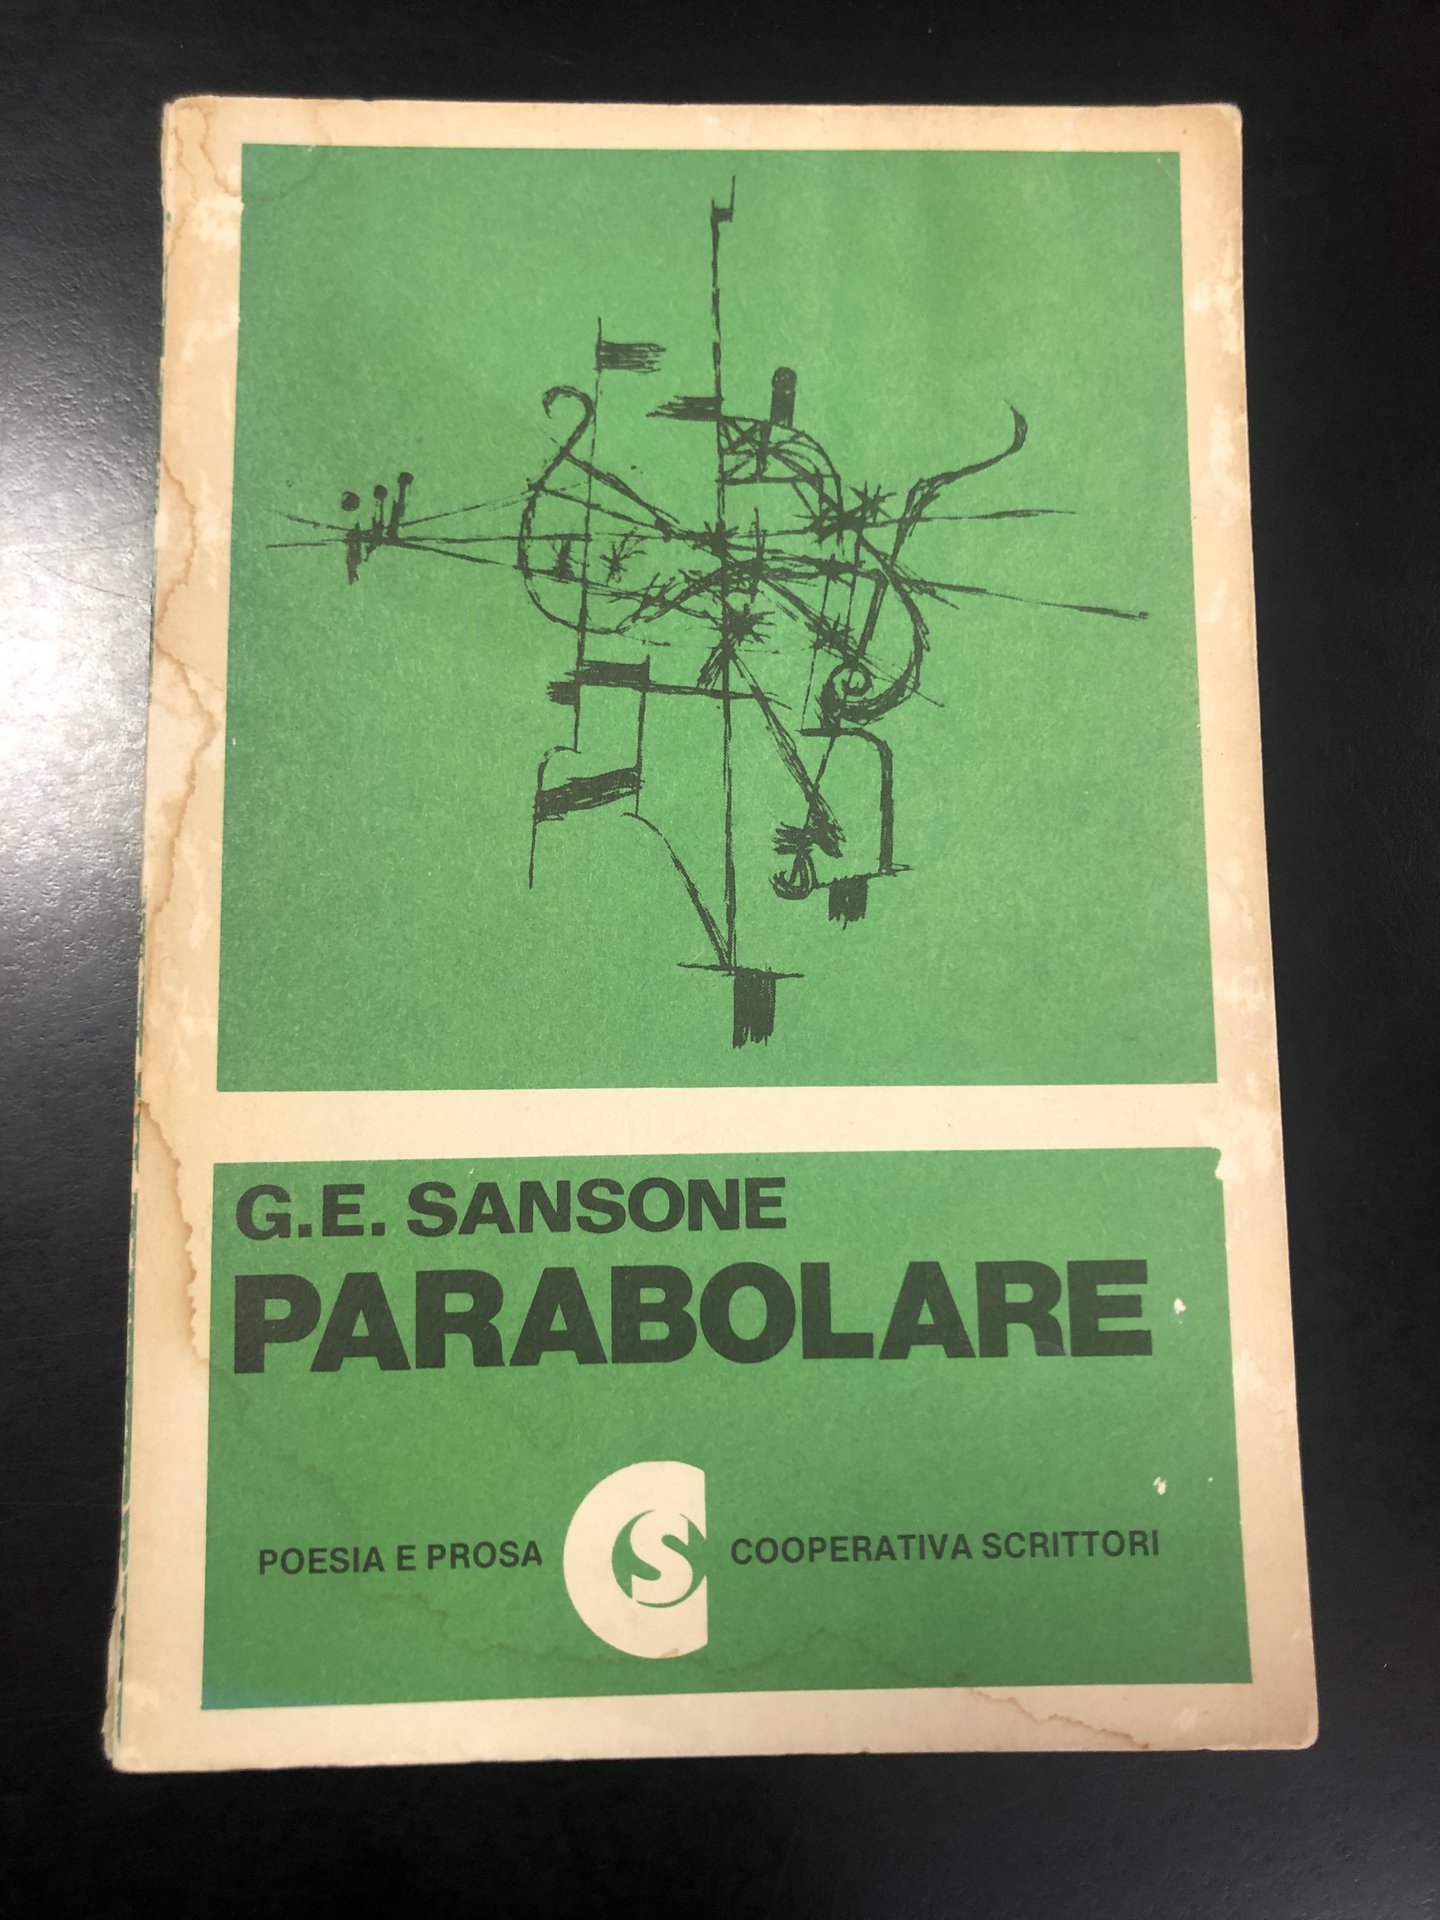 G.E. SANSONE
PARABOLARE
POESIA E PROSA CS COOPERATIVA SCRITTORI